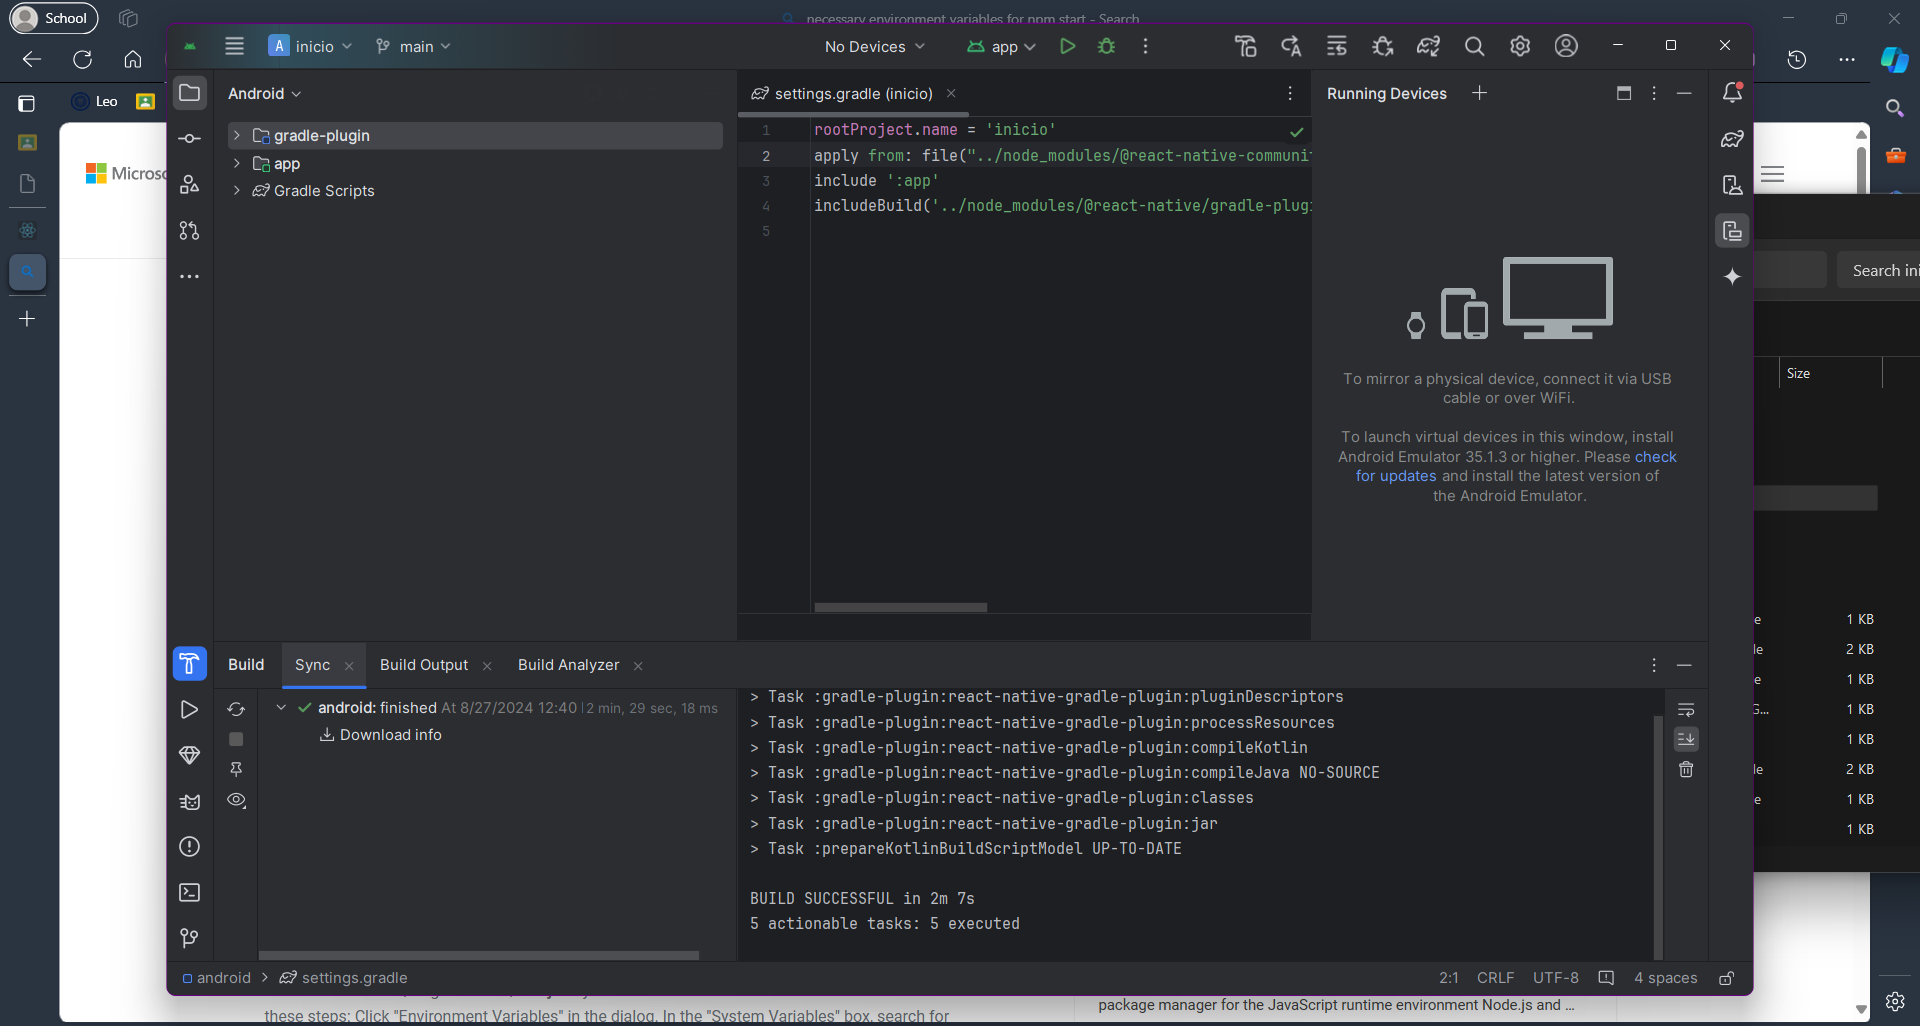 School
necessary environment variables for npm start - Search
inicio
main
No Devices
app
Leo
Android
settings.gradle (inicio)
Running Devices
gradle-plugin
app
Gradle Scripts
1 rootProject.name = 'inicio'
2 apply from: file("../node_modules/@react-native-communi
3 include ':app'
4 includeBuild('../node_modules/@react-native/gradle-plug
5
Micros
Search ini
Size
To mirror a physical device, connect it via USB
cable or over WiFi.
To launch virtual devices in this window, install
Android Emulator 35.1.3 or higher. Please check
for updates and install the latest version of
the Android Emulator.
e 1 KB
le 2 KB
e 1 KB
G... 1 KB
1 KB
le 2 KB
e 1 KB
1 KB
Build
Sync
Build Output
Build Analyzer
android: finished At 8/27/2024 12:40 2 min, 29 sec, 18 ms
Download info
> Task :gradle-plugin:react-native-gradle-plugin:pluginDescriptors
> Task :gradle-plugin:react-native-gradle-plugin:processResources
> Task :gradle-plugin:react-native-gradle-plugin:compileKotlin
> Task :gradle-plugin:react-native-gradle-plugin:compileJava NO-SOURCE
> Task :gradle-plugin:react-native-gradle-plugin:classes
> Task :gradle-plugin:react-native-gradle-plugin:jar
> Task :prepareKotlinBuildScriptModel UP-TO-DATE
BUILD SUCCESSFUL in 2m 7s
5 actionable tasks: 5 executed
android > settings.gradle
2:1 CRLF UTF-8 4 spaces
these steps: Click "Environment Variables" in the dialog. In the "System Variables" box, search for
package manager for the JavaScript runtime environment Node.js and ...